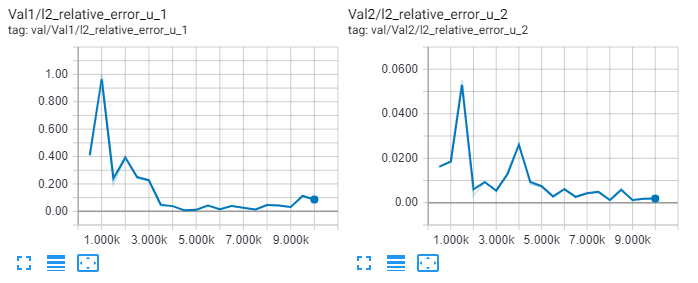 Val1/l2_relative_error_u_1
tag: val/Val1/l2_relative_error_u_1
1.00
0.800
0.600
0.400
0.200
0.00
1.000k 3.000k 5.000k 7.000k 9.000k
Val2/l2_relative_error_u_2
tag: val/Val2/l2_relative_error_u_2
0.0600
0.0400
0.0200
0.00
1.000k 3.000k 5.000k 7.000k 9.000k